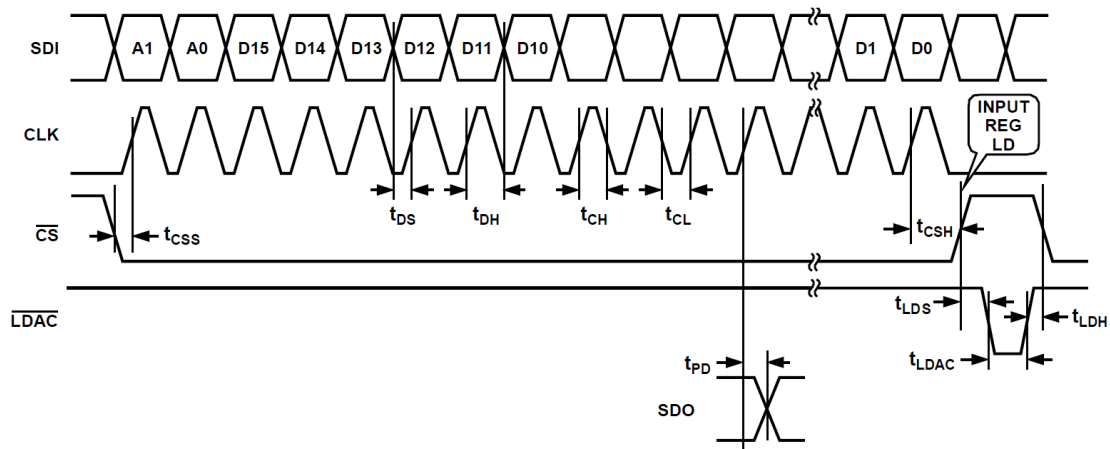 SDI A1 A0 D15 D14 D13 D12 D11 D10 D1 D0
CLK
INPUT
REG
LD
tDS tDH tCH tCL
CS tCSS tCSH
LDAC tLDS tLDH
tLDAC
tPD
SDO